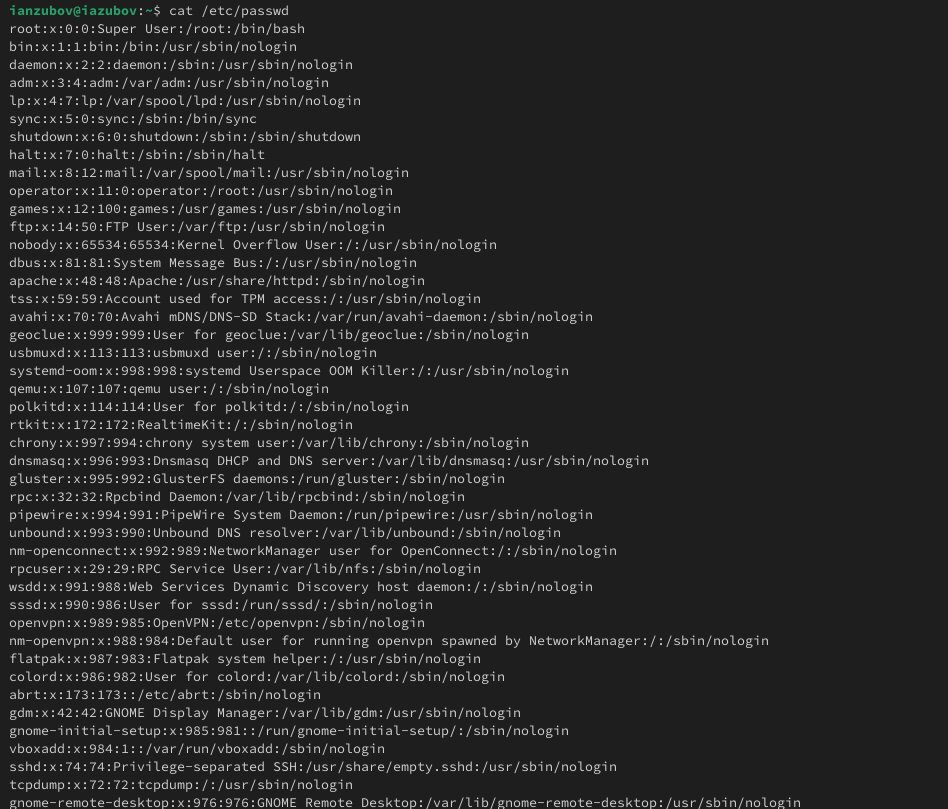 ianzubov@iazubov:~$ cat /etc/passwd
root:x:0:0:Super User:/root:/bin/bash
bin:x:1:1:bin:/bin:/usr/sbin/nologin
daemon:x:2:2:daemon:/sbin:/usr/sbin/nologin
adm:x:3:4:adm:/var/adm:/usr/sbin/nologin
lp:x:4:7:lp:/var/spool/lpd:/usr/sbin/nologin
sync:x:5:0:sync:/sbin:/bin/sync
shutdown:x:6:0:shutdown:/sbin:/sbin/shutdown
halt:x:7:0:halt:/sbin:/sbin/halt
mail:x:8:12:mail:/var/spool/mail:/usr/sbin/nologin
operator:x:11:0:operator:/root:/usr/sbin/nologin
games:x:12:100:games:/usr/games:/usr/sbin/nologin
ftp:x:14:50:FTP User:/var/ftp:/usr/sbin/nologin
nobody:x:65534:65534:Kernel Overflow User:/:/usr/sbin/nologin
dbus:x:81:81:System Message Bus:/:/usr/sbin/nologin
apache:x:48:48:Apache:/usr/share/httpd:/sbin/nologin
tss:x:59:59:Account used for TPM access:/:/usr/sbin/nologin
avahi:x:70:70:Avahi mDNS/DNS-SD Stack:/var/run/avahi-daemon:/sbin/nologin
geoclue:x:999:999:User for geoclue:/var/lib/geoclue:/sbin/nologin
usbmuxd:x:113:113:usbmuxd user:/:/sbin/nologin
systemd-oom:x:998:998:systemd Userspace OOM Killer:/:/usr/sbin/nologin
qemu:x:107:107:qemu user:/:/sbin/nologin
polkitd:x:114:114:User for polkitd:/:/sbin/nologin
rtkit:x:172:172:RealtimeKit:/:/sbin/nologin
chrony:x:997:994:chrony system user:/var/lib/chrony:/sbin/nologin
dnsmasq:x:996:993:Dnsmasq DHCP and DNS server:/var/lib/dnsmasq:/usr/sbin/nologin
gluster:x:995:992:GlusterFS daemons:/run/gluster:/sbin/nologin
rpc:x:32:32:Rpcbind Daemon:/var/lib/rpcbind:/sbin/nologin
pipewire:x:994:991:PipeWire System Daemon:/run/pipewire:/usr/sbin/nologin
unbound:x:993:990:Unbound DNS resolver:/var/lib/unbound:/sbin/nologin
nm-openconnect:x:992:989:NetworkManager user for OpenConnect:/:/sbin/nologin
rpcuser:x:29:29:RPC Service User:/var/lib/nfs:/sbin/nologin
wsdd:x:991:988:Web Services Dynamic Discovery host daemon:/:/sbin/nologin
sssd:x:990:986:User for sssd:/run/sssd/:/sbin/nologin
openvpn:x:989:985:OpenVPN:/etc/openvpn:/sbin/nologin
nm-openvpn:x:988:984:Default user for running openvpn spawned by NetworkManager:/:/sbin/nologin
flatpak:x:987:983:Flatpak system helper:/:/usr/sbin/nologin
colord:x:986:982:User for colord:/var/lib/colord:/sbin/nologin
abrt:x:173:173::/etc/abrt:/sbin/nologin
gdm:x:42:42:GNOME Display Manager:/var/lib/gdm:/usr/sbin/nologin
gnome-initial-setup:x:985:981::/run/gnome-initial-setup/:/sbin/nologin
vboxadd:x:984:1::/var/run/vboxadd:/sbin/nologin
sshd:x:74:74:Privilege-separated SSH:/usr/share/empty.sshd:/usr/sbin/nologin
tcpdump:x:72:72:tcpdump:/:/usr/sbin/nologin
gnome-remote-desktop:x:976:976:GNOME Remote Desktop:/var/lib/gnome-remote-desktop:/usr/sbin/nologin